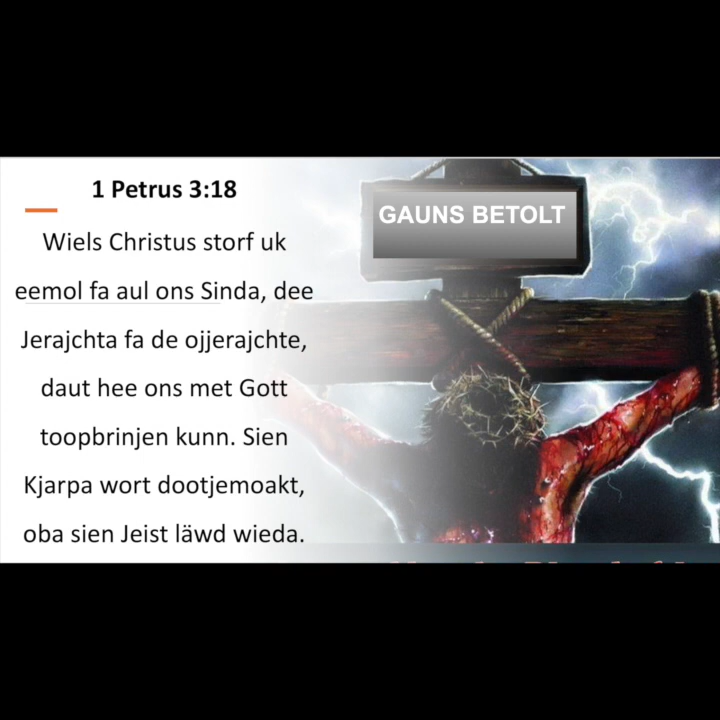 1 Petrus 3:18
Wiels Christus storf uk
eemol fa aul ons Sinda, dee
Jerajchta fa de ojjerajchte,
daut hee ons met Gott
toopbrinjen kunn. Sien
Kjarpa wort dootjemoakt,
oba sien Jeist läwd wieda.
GAUNS BETOLT